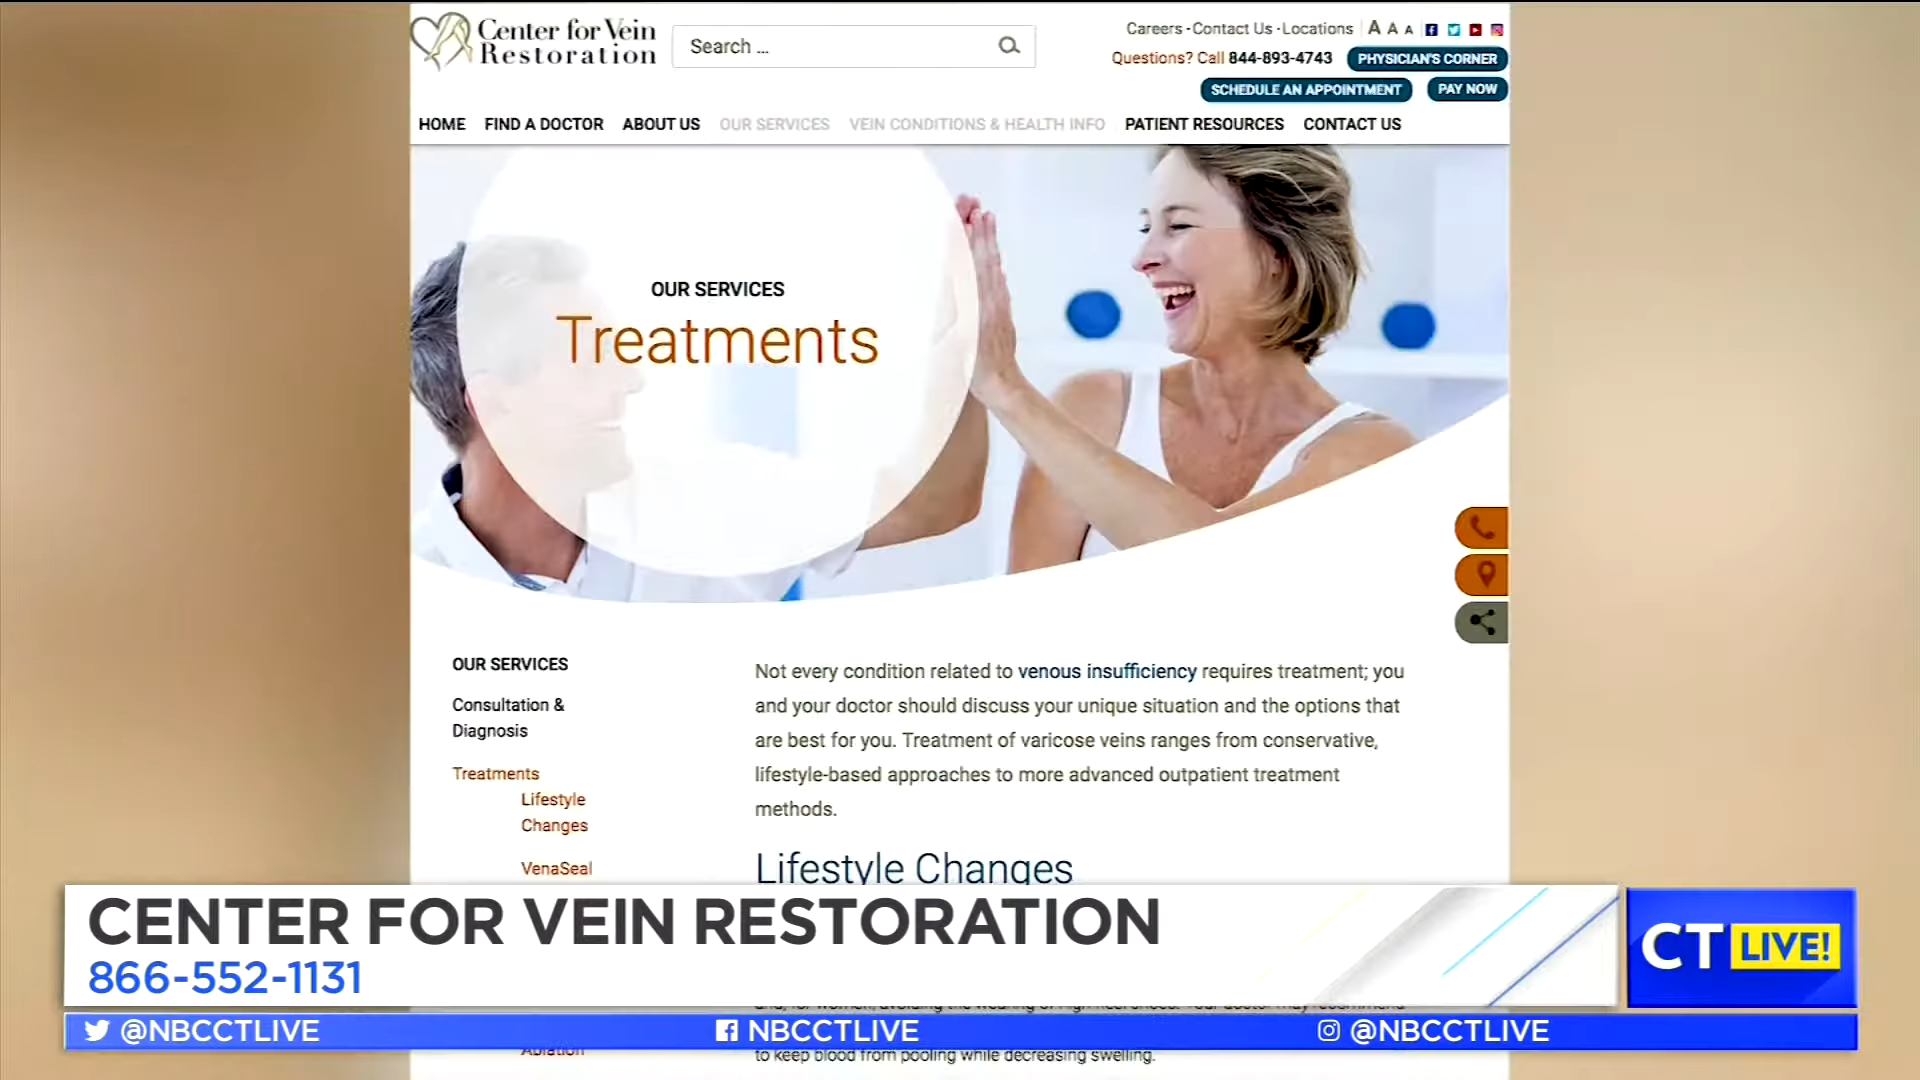 Center for Vein
Restoration
Search ...
Careers · Contact Us · Locations A A A
Questions? Call 844-893-4743 PHYSICIAN'S CORNER
SCHEDULE AN APPOINTMENT PAY NOW
HOME FIND A DOCTOR ABOUT US OUR SERVICES VEIN CONDITIONS & HEALTH INFO PATIENT RESOURCES CONTACT US
OUR SERVICES
Treatments
OUR SERVICES
Consultation &
Diagnosis
Treatments
Lifestyle
Changes
VenaSeal
Ablation
Not every condition related to venous insufficiency requires treatment; you
and your doctor should discuss your unique situation and the options that
are best for you. Treatment of varicose veins ranges from conservative,
lifestyle-based approaches to more advanced outpatient treatment
methods.
Lifestyle Changes
to keep blood from pooling while decreasing swelling.
CENTER FOR VEIN RESTORATION
866-552-1131
CT LIVE!
@NBCCTLIVE NBCCTLIVE @NBCCTLIVE